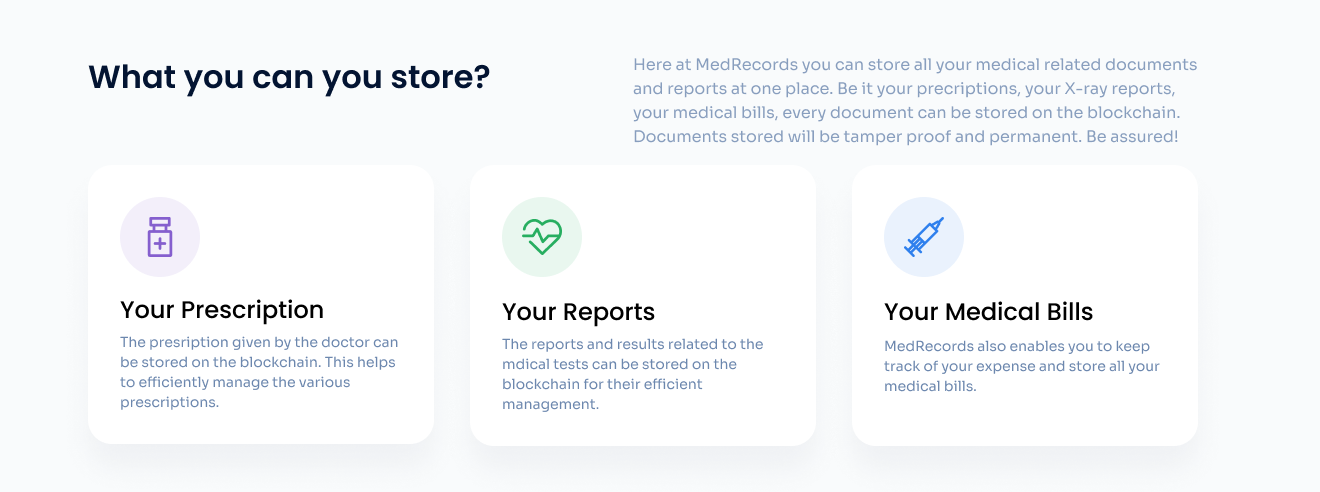 What you can you store?
Here at MedRecords you can store all your medical related documents
and reports at one place. Be it your precriptions, your X-ray reports,
your medical bills, every document can be stored on the blockchain.
Documents stored will be tamper proof and permanent. Be assured!
Your Prescription
The presription given by the doctor can
be stored on the blockchain. This helps
to efficiently manage the various
prescriptions.
Your Reports
The reports and results related to the
mdical tests can be stored on the
blockchain for their efficient
management.
Your Medical Bills
MedRecords also enables you to keep
track of your expense and store all your
medical bills.